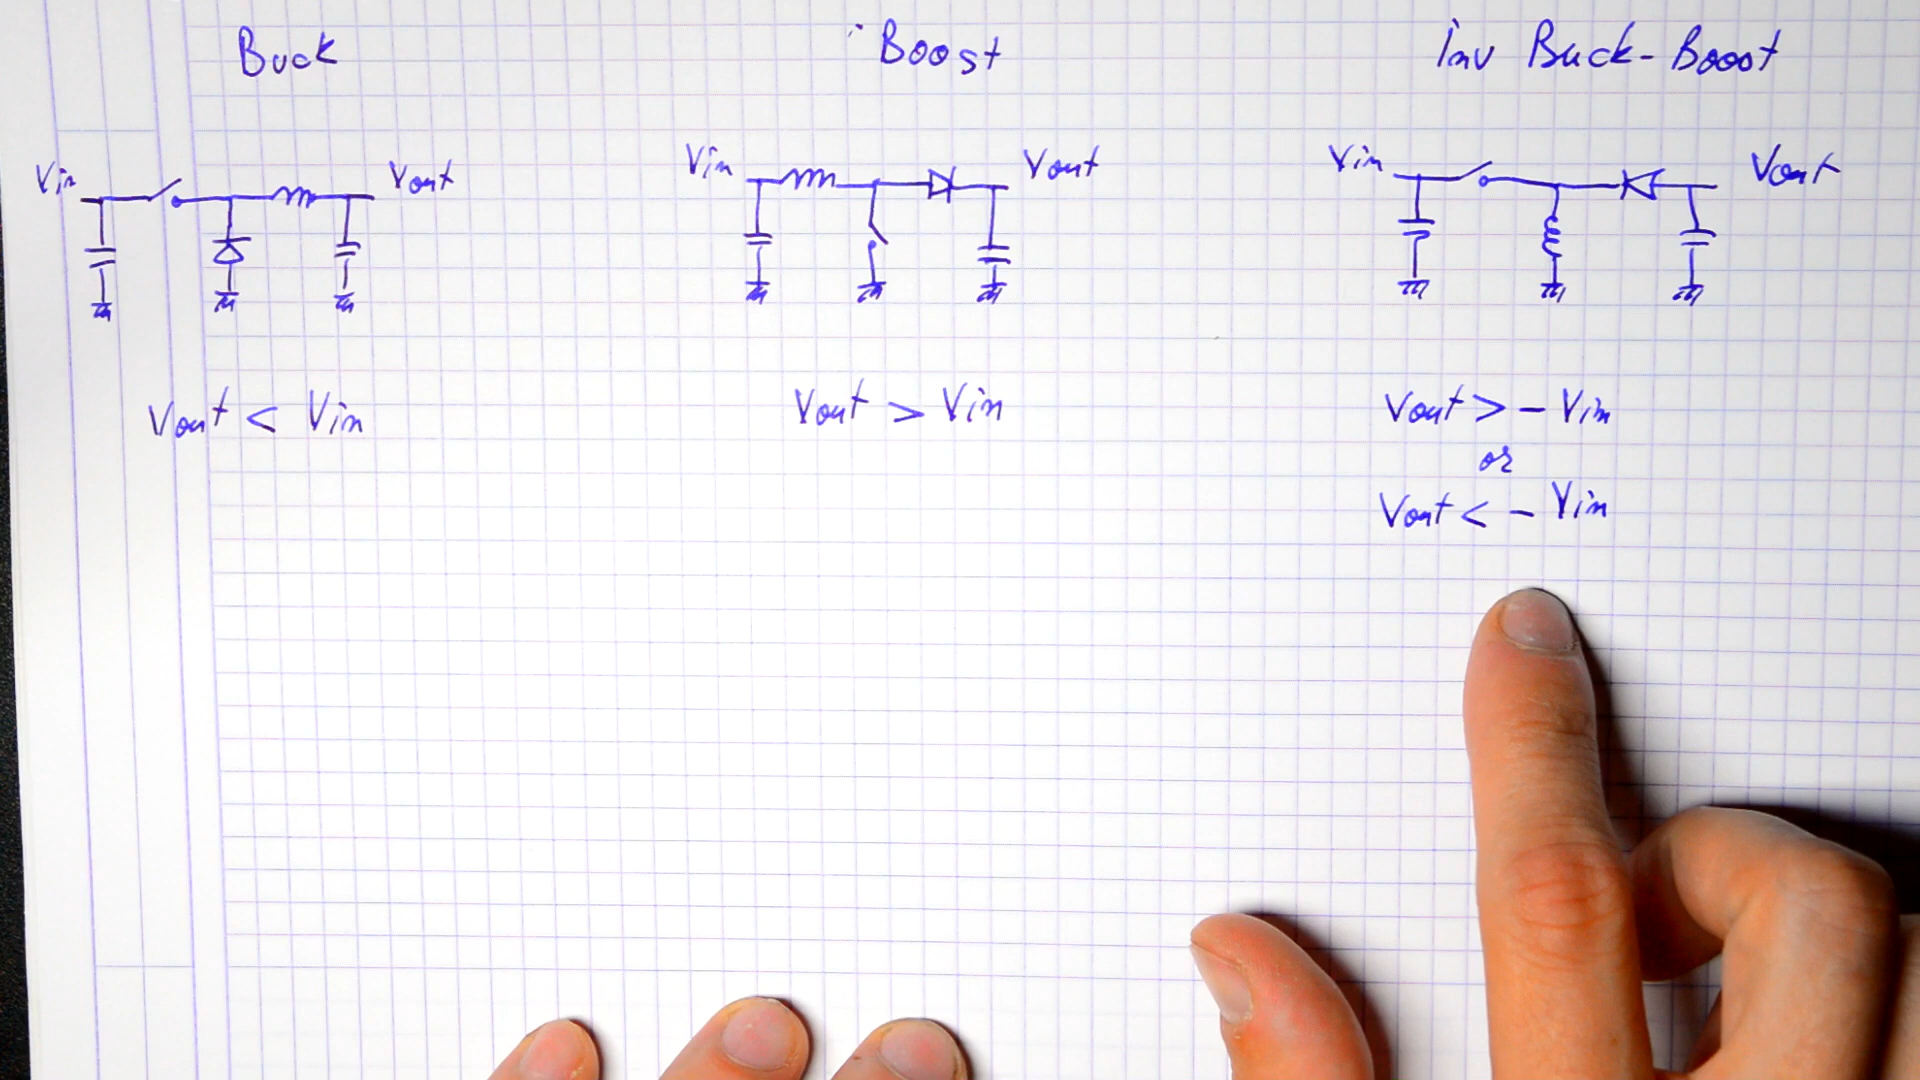 Buck
Boost
Inv Buck-Boost
Vin
Vout
Vin
Vout
Vin
Vout
Vout < Vin
Vout > Vin
Vout > - Vin
or
Vout < - Vin